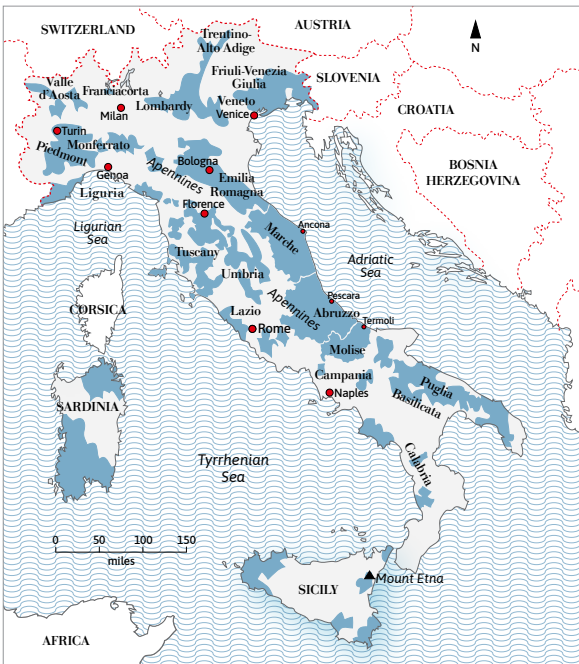 SWITZERLAND
AUSTRIA
N
Trentino-
Alto Adige
Friuli-Venezia
Giulia
SLOVENIA
Valle
d'Aosta
Franciacorta
Lombardy
Veneto
Venice
CROATIA
Milan
Turin
Monferrato
Piedmont
Bologna
Genoa
Apennines
Emilia
Romagna
BOSNIA
HERZEGOVINA
Liguria
Florence
Ligurian
Sea
Ancona
Marche
Adriatic
Sea
Tuscany
Umbria
Pescara
CORSICA
Apennines
Abruzzo
Lazio
Termoli
Rome
Molise
Campania
Puglia
Naples
Basilicata
SARDINIA
Calabria
Tyrrhenian
Sea
0 50 100 150
miles
SICILY
Mount Etna
AFRICA